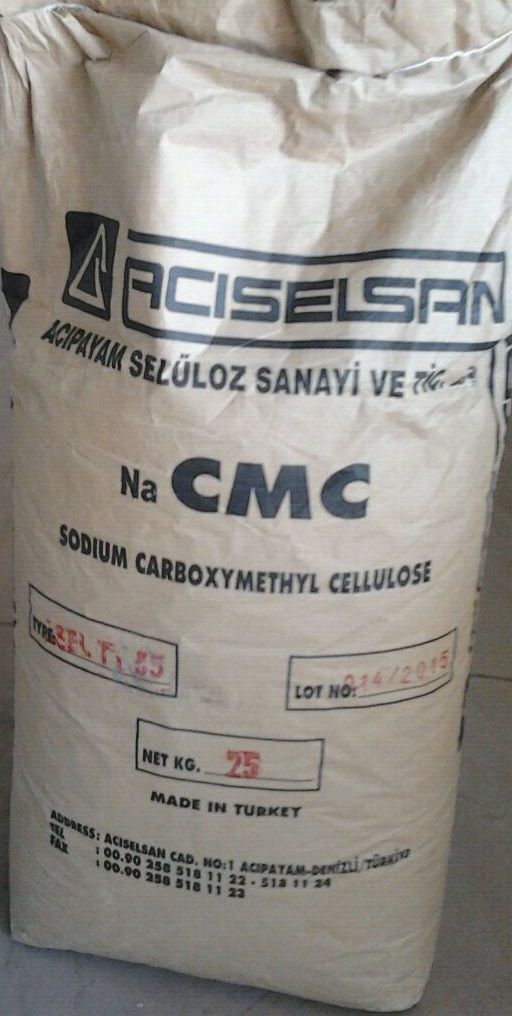 ACISELSAN
ACIPAYAM SELÜLOZ SANAYİ VE
Na CMC
SODIUM CARBOXYMETHYL CELLULOSE
TYPE:
LOT NO: 014/2015
NET KG. 25
MADE IN TURKEY
ADDRESS: ACISELSAN CAD. NO:1 ACIPAYAM-DENİZLİ/TÜRKİYE
TEL : 00.90 258 518 11 22 - 518 11 24
FAX : 00.90 258 518 11 23